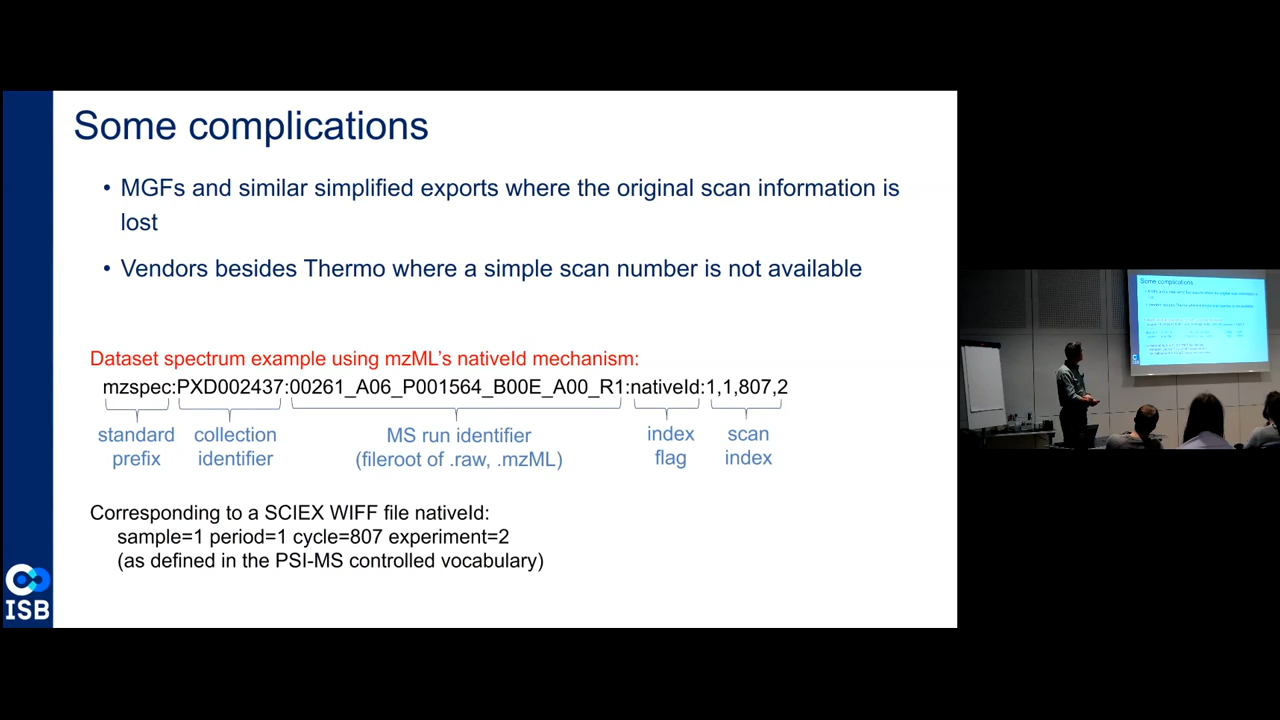 Some complications
• MGFs and similar simplified exports where the original scan information is
lost
• Vendors besides Thermo where a simple scan number is not available
Dataset spectrum example using mzML’s nativeId mechanism:
mzspec:PXD002437:00261_A06_P001564_B00E_A00_R1:nativeId:1,1,807,2
standard prefix
collection identifier
MS run identifier
(fileroot of .raw, .mzML)
index flag
scan index
Corresponding to a SCIEX WIFF file nativeId:
sample=1 period=1 cycle=807 experiment=2
(as defined in the PSI-MS controlled vocabulary)
ISB
Some complications